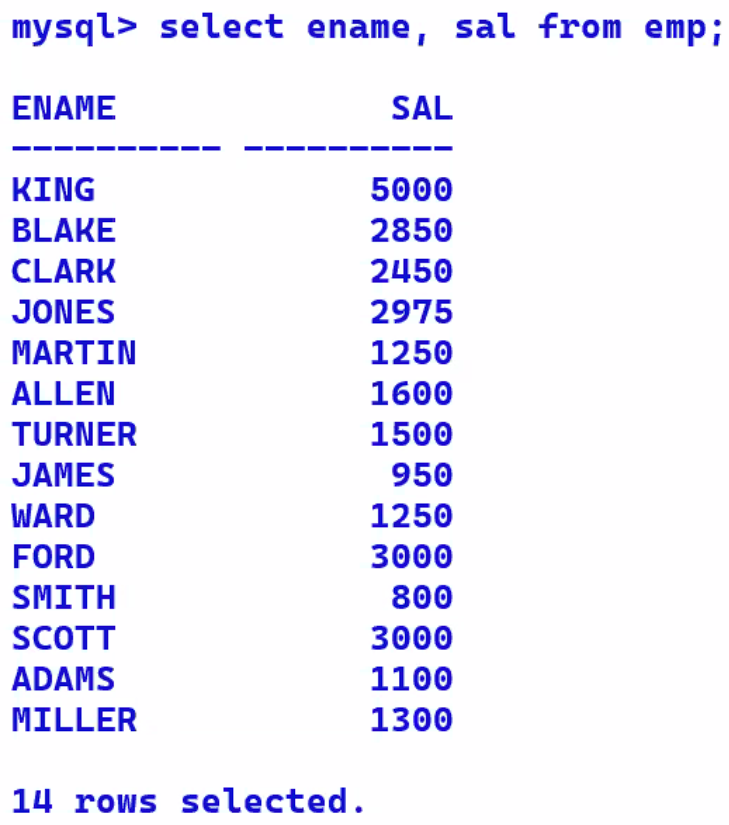 mysql> select ename, sal from emp;
ENAME             SAL
---------- ----------
KING             5000
BLAKE            2850
CLARK            2450
JONES            2975
MARTIN           1250
ALLEN            1600
TURNER           1500
JAMES             950
WARD             1250
FORD             3000
SMITH             800
SCOTT            3000
ADAMS            1100
MILLER           1300
14 rows selected.